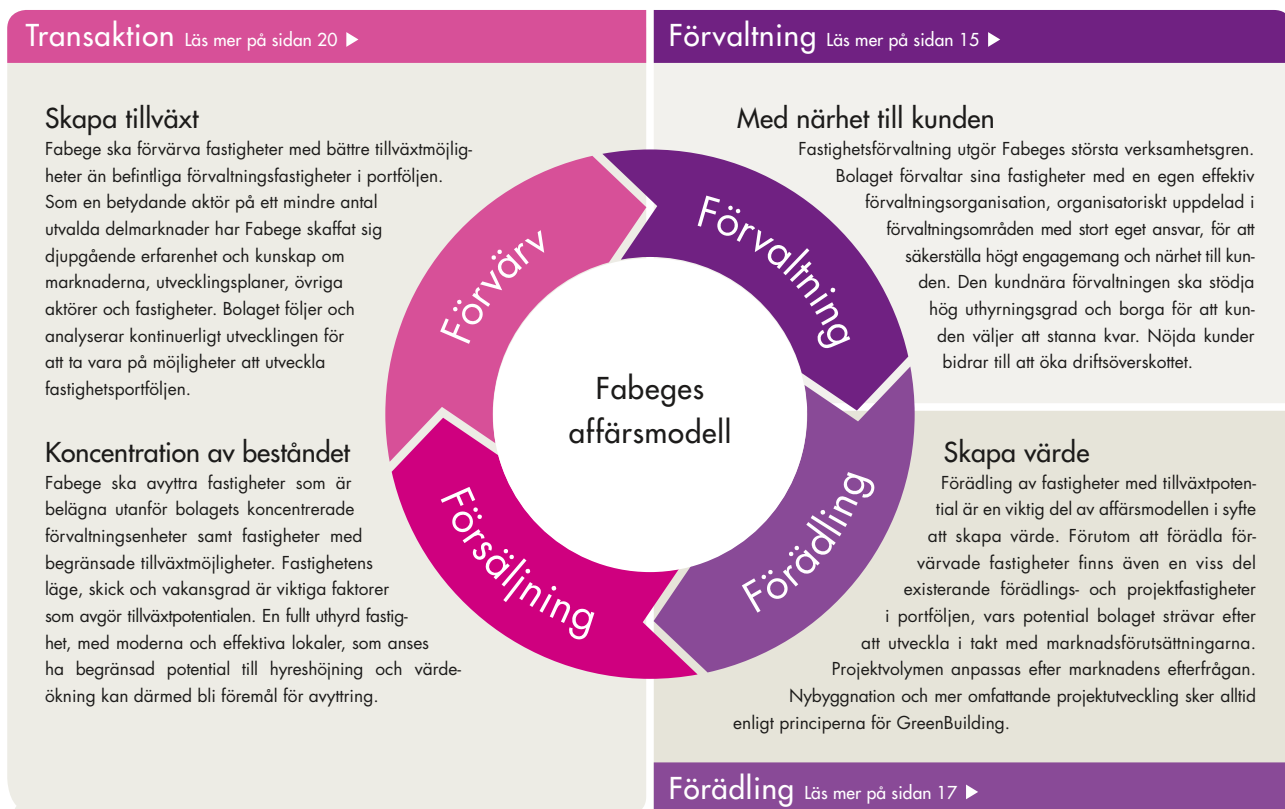 Transaktion Läs mer på sidan 20 ▶
Skapa tillväxt
Fabege ska förvärva fastigheter med bättre tillväxtmöjlig-
heter än befintliga förvaltningsfastigheter i portföljen.
Som en betydande aktör på ett mindre antal
utvalda delmarknader har Fabege skaffat sig
djupgående erfarenhet och kunskap om
marknaderna, utvecklingsplaner, övriga
aktörer och fastigheter. Bolaget följer och
analyserar kontinuerligt utvecklingen för
att ta vara på möjligheter att utveckla
fastighetsportföljen.
Koncentration av beståndet
Fabege ska avyttra fastigheter som är
belägna utanför bolagets koncentrerade
förvaltningsenheter samt fastigheter med
begränsade tillväxtmöjligheter. Fastighetens
läge, skick och vakansgrad är viktiga faktorer
som avgör tillväxtpotentialen. En fullt uthyrd fastig-
het, med moderna och effektiva lokaler, som anses
ha begränsad potential till hyreshöjning och värde-
ökning kan därmed bli föremål för avyttring.
Förvaltning Läs mer på sidan 15 ▶
Med närhet till kunden
Fastighetsförvaltning utgör Fabeges största verksamhetsgren.
Bolaget förvaltar sina fastigheter med en egen effektiv
förvaltningsorganisation, organisatoriskt uppdelad i
förvaltningsområden med stort eget ansvar, för att
säkerställa högt engagemang och närhet till kun-
den. Den kundnära förvaltningen ska stödja
hög uthyrningsgrad och borga för att kun-
den väljer att stanna kvar. Nöjda kunder
bidrar till att öka driftsöverskottet.
Skapa värde
Förädling av fastigheter med tillväxtpoten-
tial är en viktig del av affärsmodellen i syfte
att skapa värde. Förutom att förädla för-
värvade fastigheter finns även en viss del
existerande förädlings- och projektfastigheter
i portföljen, vars potential bolaget strävar efter
att utveckla i takt med marknadsförutsättningarna.
Projektvolymen anpassas efter marknadens efterfrågan.
Nybyggnation och mer omfattande projektutveckling sker alltid
enligt principerna för GreenBuilding.
Förädling Läs mer på sidan 17 ▶
Förvärv
Förvaltning
Förädling
Försäljning
Fabeges
affärsmodell